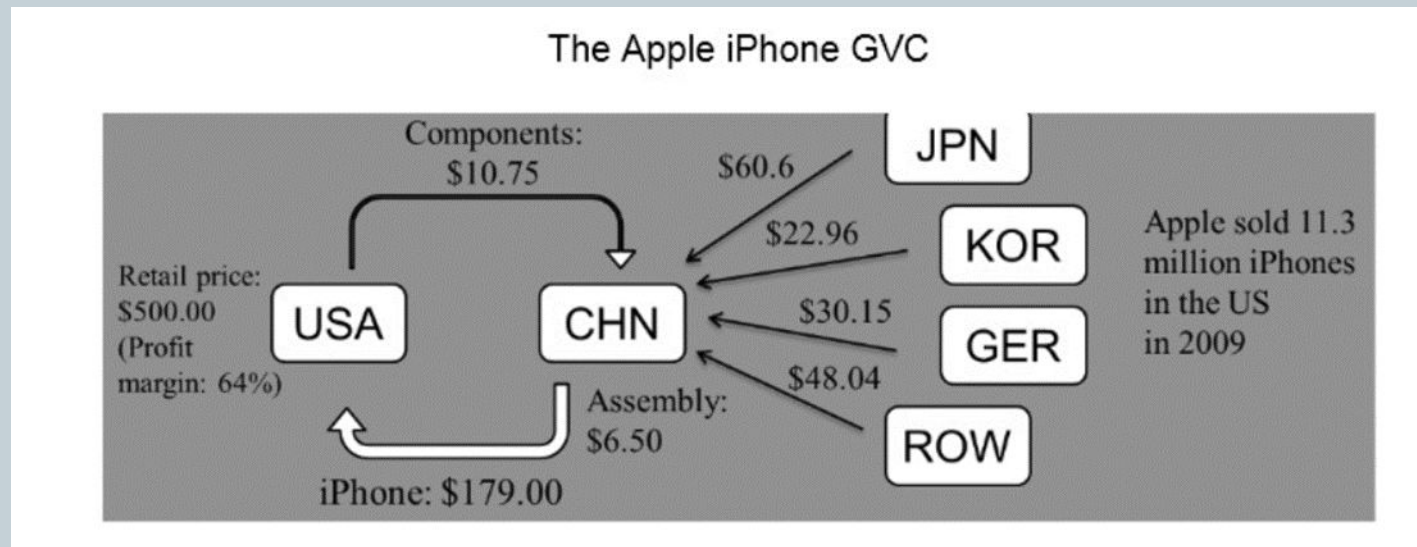 The Apple iPhone GVC
Components:
$10.75
$60.6
JPN
$22.96
KOR
Apple sold 11.3
million iPhones
in the US
in 2009
Retail price:
$500.00
(Profit
margin: 64%)
USA
CHN
$30.15
GER
$48.04
Assembly:
$6.50
ROW
iPhone: $179.00